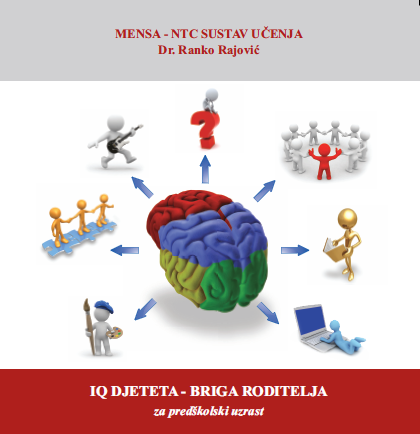 MENSA - NTC SUSTAV UČENJA
Dr. Ranko Rajović
?
IQ DJETETA - BRIGA RODITELJA
za predškolski uzrast